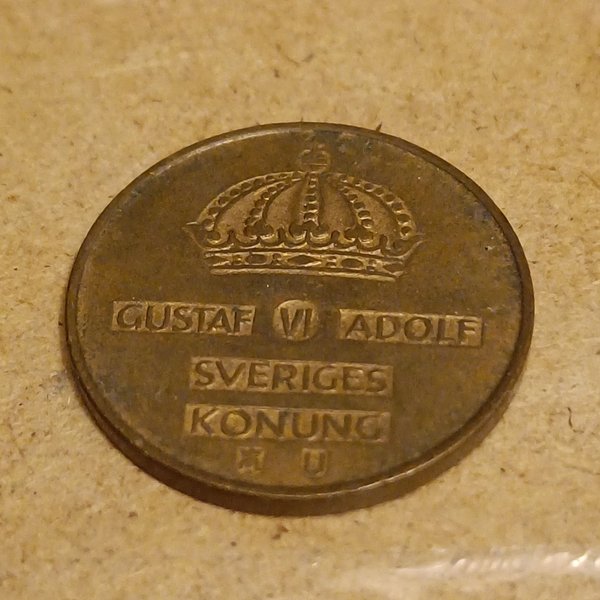 GUSTAF VI ADOLF
SVERIGES
KONUNG
U